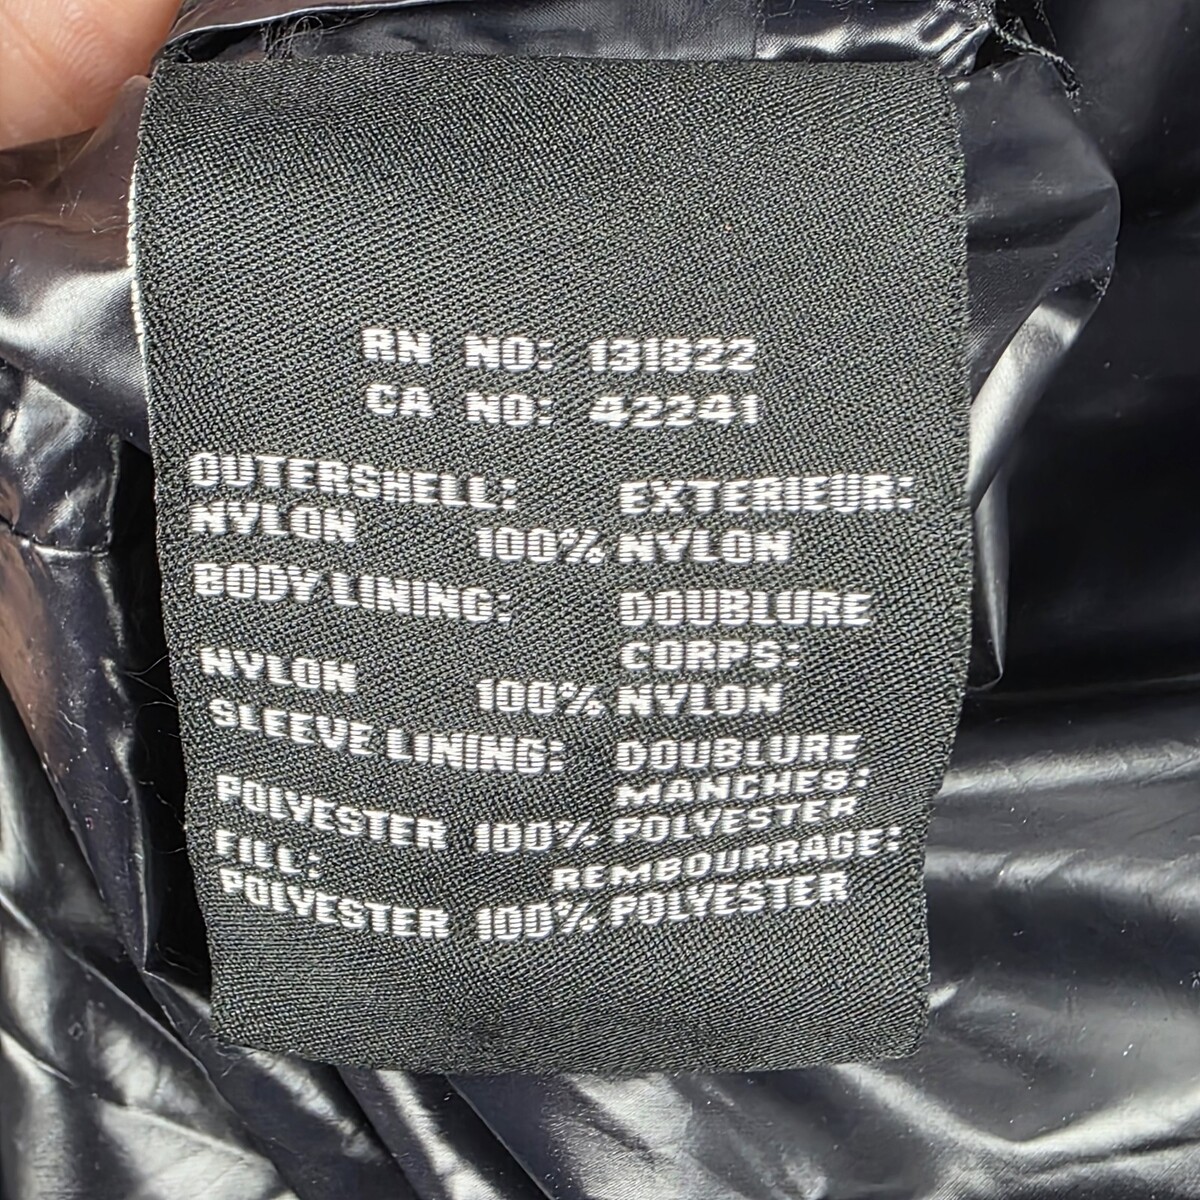 RN NO: 131822
CA NO: 42241
OUTERSHELL: EXTERIEUR:
NYLON 100% NYLON
BODY LINING: DOUBLURE
CORPS:
NYLON 100% NYLON
SLEEVE LINING: DOUBLURE
MANCHES:
POLYESTER 100% POLYESTER
FILL: REMBOURRAGE:
POLYESTER 100% POLYESTER